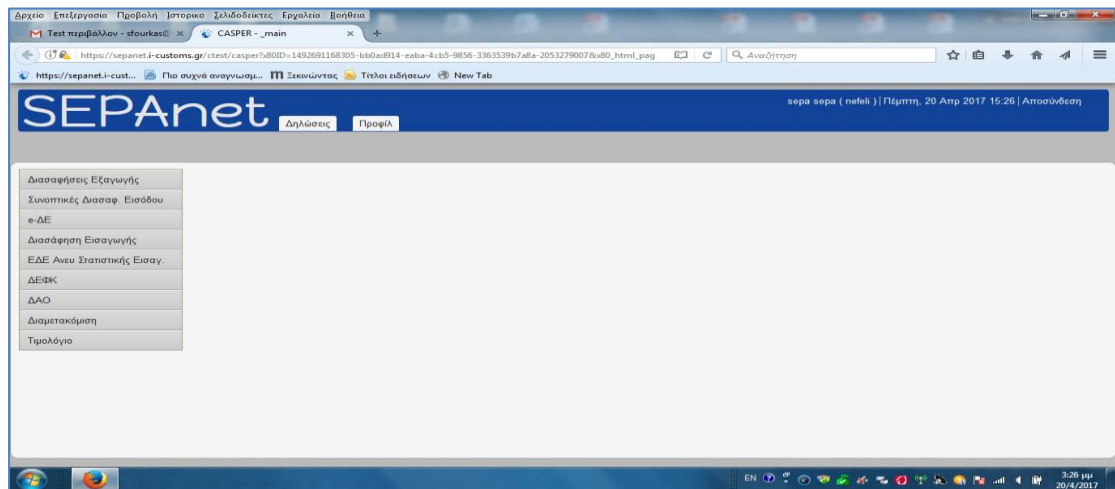 Αρχείο Επεξεργασία Προβολή Ιστορικο Σελιδοδείκτες Εργαλεία Βοήθεια
Test περιβάλλον - sfourkas@ × CASPER - _main × +
https://sepanet.i-customs.gr/ctest/casper?x80ID=1492691168305-bb0ad914-eaba-4cb5-9856-3363539b7a8a-2053279007&x80_html_pag Αναζήτηση
https://sepanet.i-cust... Πιο συχνά αναγνωσμ... Ξεκινώντας Τίτλοι ειδήσεων New Tab
SEPAnet Δηλώσεις Προφίλ sepa sepa ( nefeli ) | Πέμπτη, 20 Απρ 2017 15:26 | Αποσύνδεση
Διασαφήσεις Εξαγωγής
Συνοπτικές Διασαφ. Εισόδου
e-ΔΕ
Διασάφηση Εισαγωγής
ΕΔΕ Ανευ Στατιστικής Εισαγ.
ΔΕΦΚ
ΔΑΟ
Διαμετακόμιση
Τιμολόγιο
EN 3:26 μμ
20/4/2017